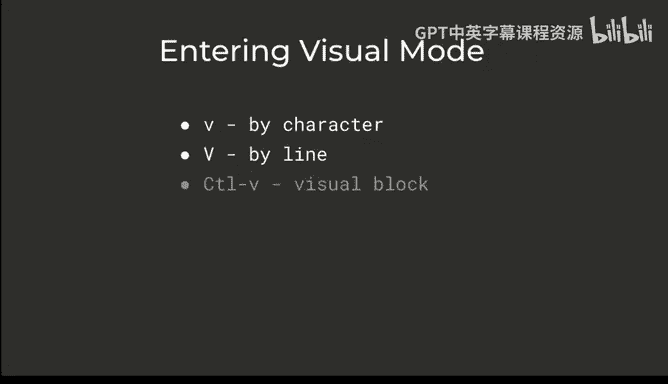 GPT中英字幕课程资源 bilibili
Entering Visual Mode
● v - by character
● V - by line
● Ctl-v - visual block